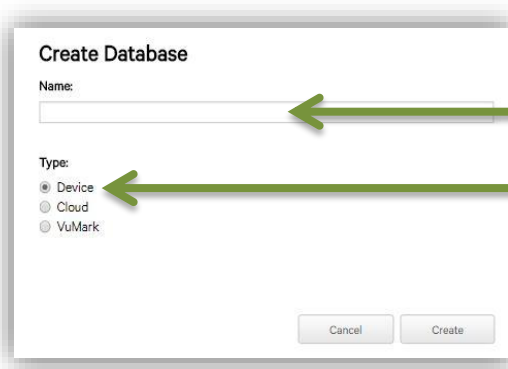 Create Database
Name:
Type:
Device
Cloud
VuMark
Cancel
Create